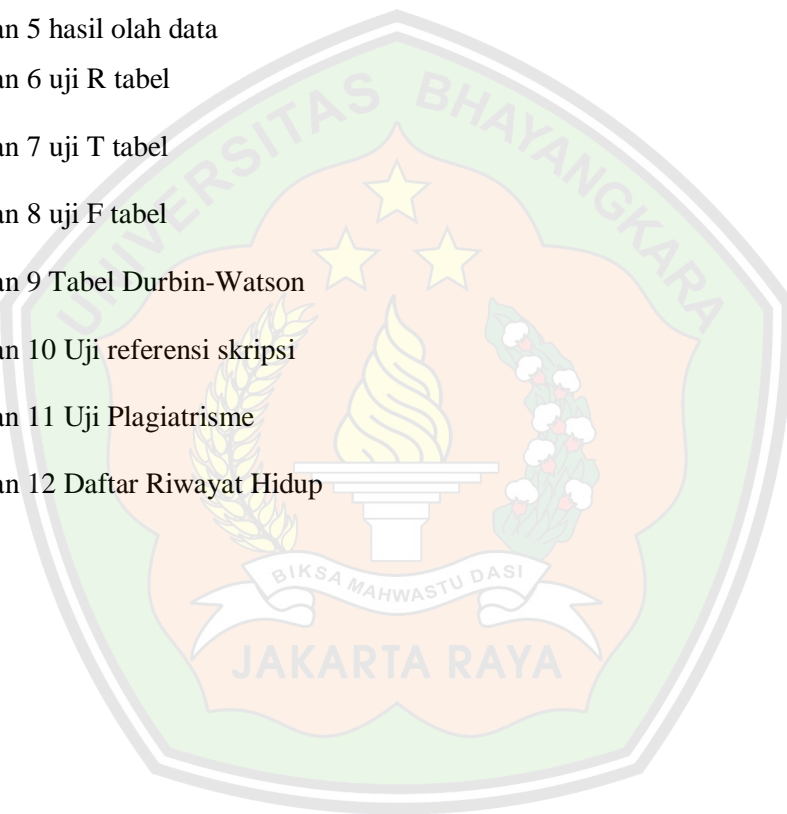 an 5 hasil olah data
an 6 uji R tabel
an 7 uji T tabel
an 8 uji F tabel
an 9 Tabel Durbin-Watson
an 10 Uji referensi skripsi
an 11 Uji Plagiatrisme
an 12 Daftar Riwayat Hidup
UNIVERSITAS BHAYANGKARA
BIKSA MAHWASTU DASI
JAKARTA RAYA